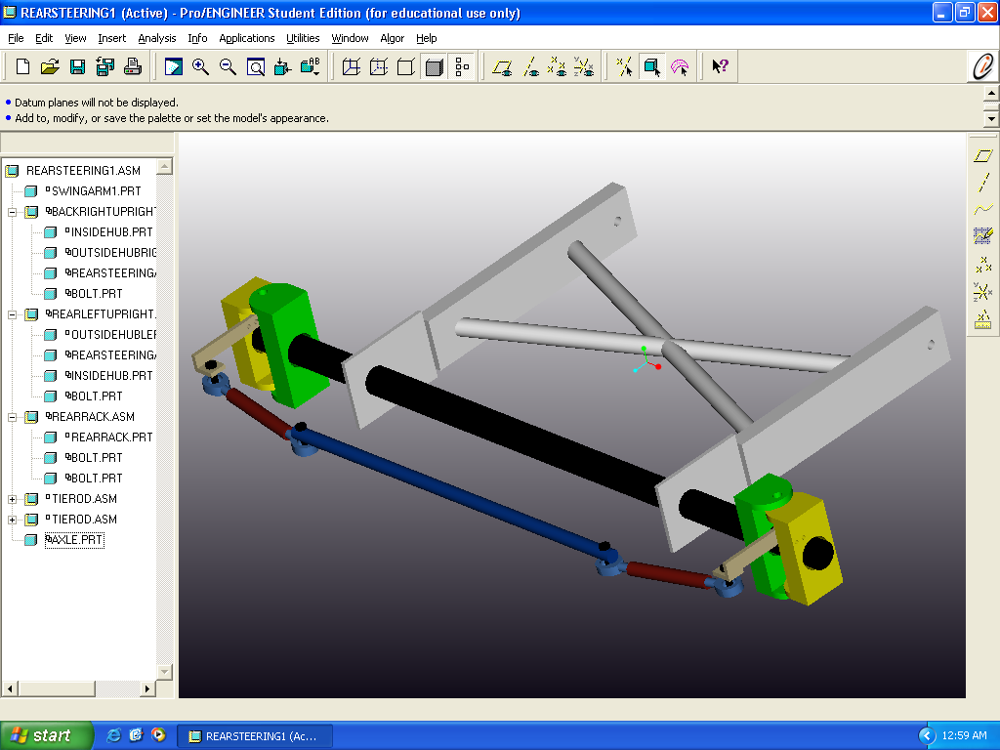 REARSTEERING1 (Active) - Pro/ENGINEER Student Edition (for educational use only)
File Edit View Insert Analysis Info Applications Utilities Window Algor Help
AB
Datum planes will not be displayed.
Add to, modify, or save the palette or set the model's appearance.
REARSTEERING1.ASM
SWINGARM1.PRT
BACKRIGHTUPRIGHT
INSIDEHUB.PRT
OUTSIDEHUBRIG
REARSTEERINGA
BOLT.PRT
REARLEFTUPRIGHT.
OUTSIDEHUBLEF
REARSTEERINGA
INSIDEHUB.PRT
BOLT.PRT
REARRACK.ASM
REARRACK.PRT
BOLT.PRT
BOLT.PRT
TIEROD.ASM
TIEROD.ASM
AXLE.PRT
start
REARSTEERING1 (Ac...
12:59 AM